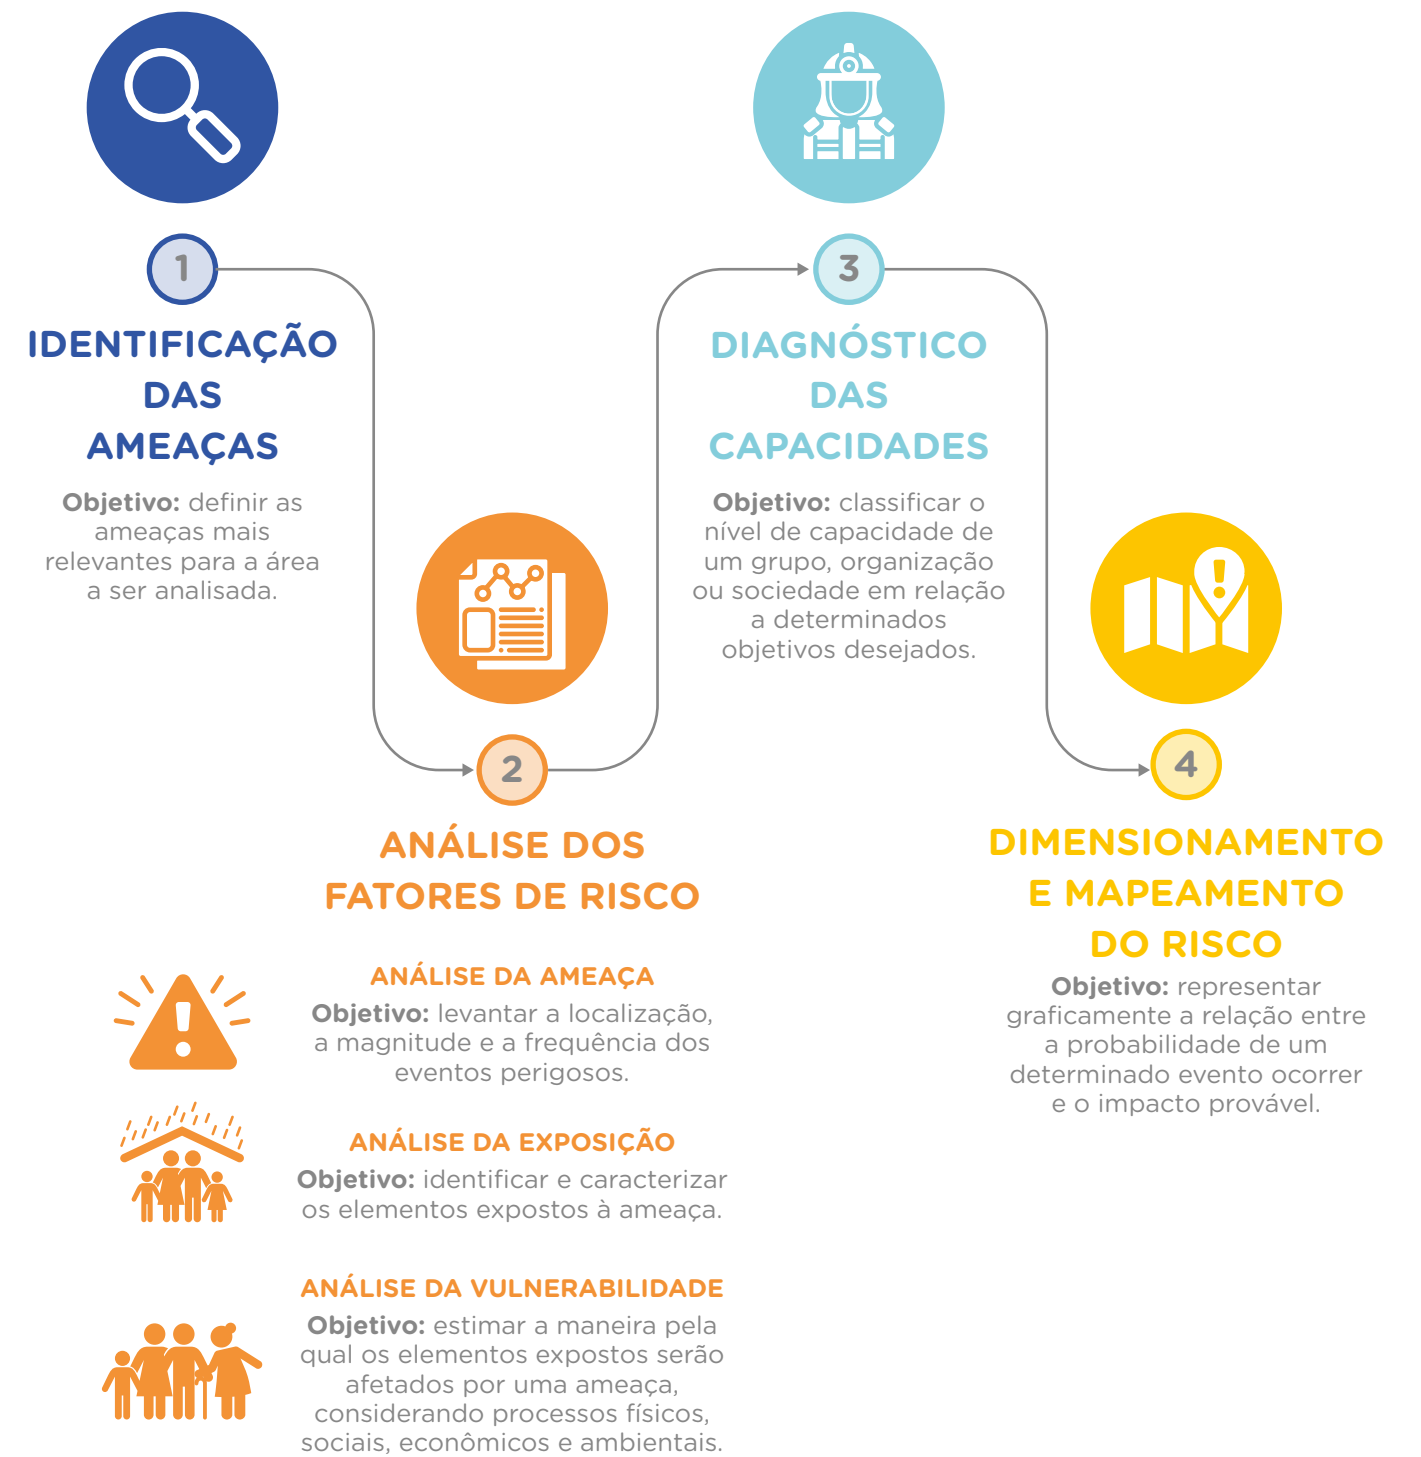 1
IDENTIFICAÇÃO
DAS
AMEAÇAS
Objetivo: definir as
ameaças mais
relevantes para a área
a ser analisada.
2
ANÁLISE DOS
FATORES DE RISCO
ANÁLISE DA AMEAÇA
Objetivo: levantar a localização,
a magnitude e a frequência dos
eventos perigosos.
ANÁLISE DA EXPOSIÇÃO
Objetivo: identificar e caracterizar
os elementos expostos à ameaça.
ANÁLISE DA VULNERABILIDADE
Objetivo: estimar a maneira pela
qual os elementos expostos serão
afetados por uma ameaça,
considerando processos físicos,
sociais, econômicos e ambientais.
3
DIAGNÓSTICO
DAS
CAPACIDADES
Objetivo: classificar o
nível de capacidade de
um grupo, organização
ou sociedade em relação
a determinados
objetivos desejados.
4
DIMENSIONAMENTO
E MAPEAMENTO
DO RISCO
Objetivo: representar
graficamente a relação entre
a probabilidade de um
determinado evento ocorrer
e o impacto provável.